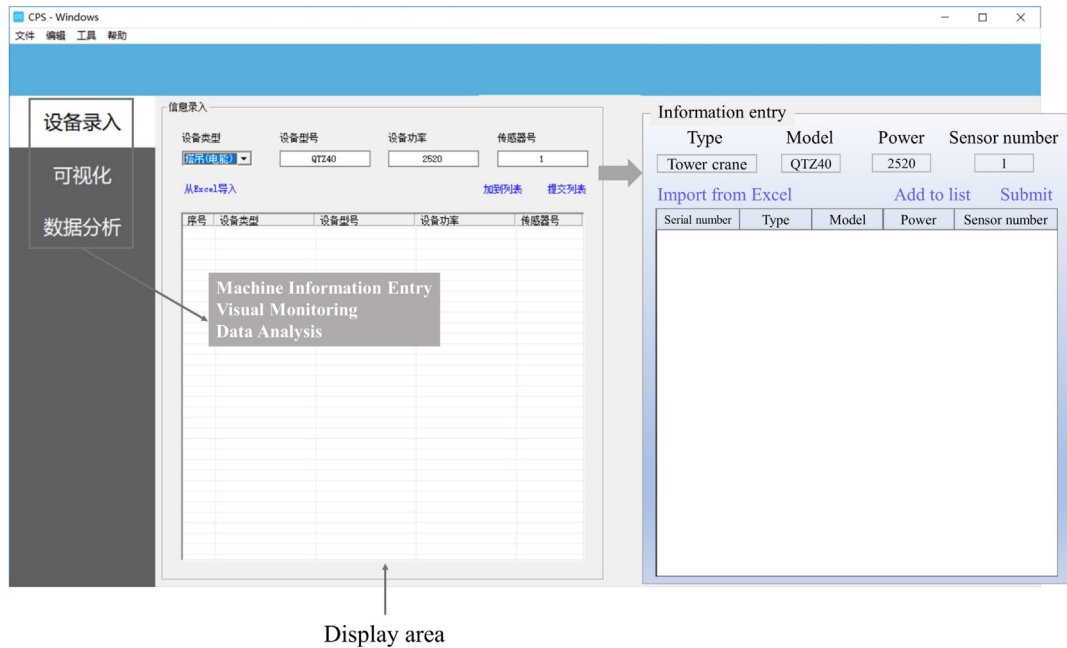 CPS - Windows
文件 编辑 工具 帮助
设备录入
可视化
数据分析
信息录入
设备类型 设备型号 设备功率 传感器号
塔吊(电能) QTZ40 2520 1
从Excel导入 加到列表 提交列表
序号 设备类型 设备型号 设备功率 传感器号
Machine Information Entry
Visual Monitoring
Data Analysis
Information entry
Type Model Power Sensor number
Tower crane QTZ40 2520 1
Import from Excel Add to list Submit
Serial number Type Model Power Sensor number
Display area